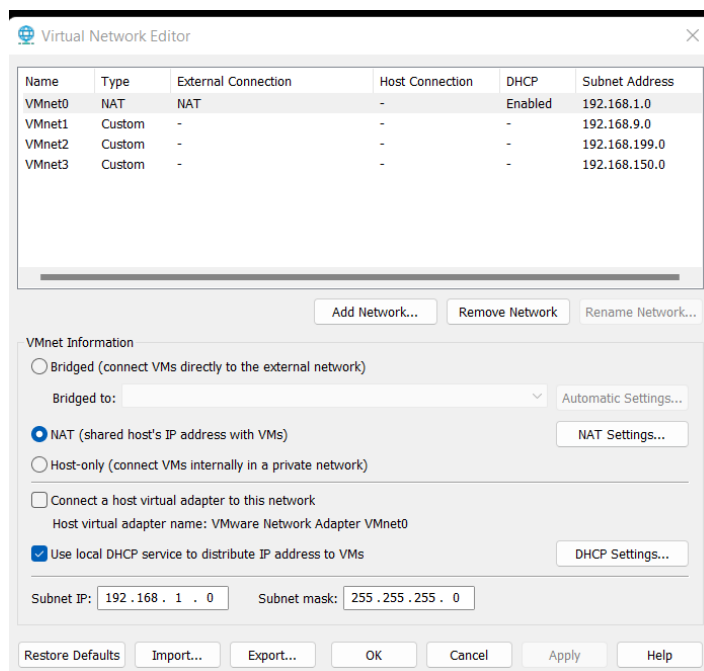 Virtual Network Editor
Name Type External Connection Host Connection DHCP Subnet Address
VMnet0 NAT NAT - Enabled 192.168.1.0
VMnet1 Custom - - - 192.168.9.0
VMnet2 Custom - - - 192.168.199.0
VMnet3 Custom - - - 192.168.150.0
Add Network... Remove Network Rename Network...
VMnet Information
Bridged (connect VMs directly to the external network)
Bridged to: Automatic Settings...
NAT (shared host's IP address with VMs) NAT Settings...
Host-only (connect VMs internally in a private network)
Connect a host virtual adapter to this network
Host virtual adapter name: VMware Network Adapter VMnet0
Use local DHCP service to distribute IP address to VMs DHCP Settings...
Subnet IP: 192 . 168 . 1 . 0 Subnet mask: 255 . 255 . 255 . 0
Restore Defaults Import... Export... OK Cancel Apply Help